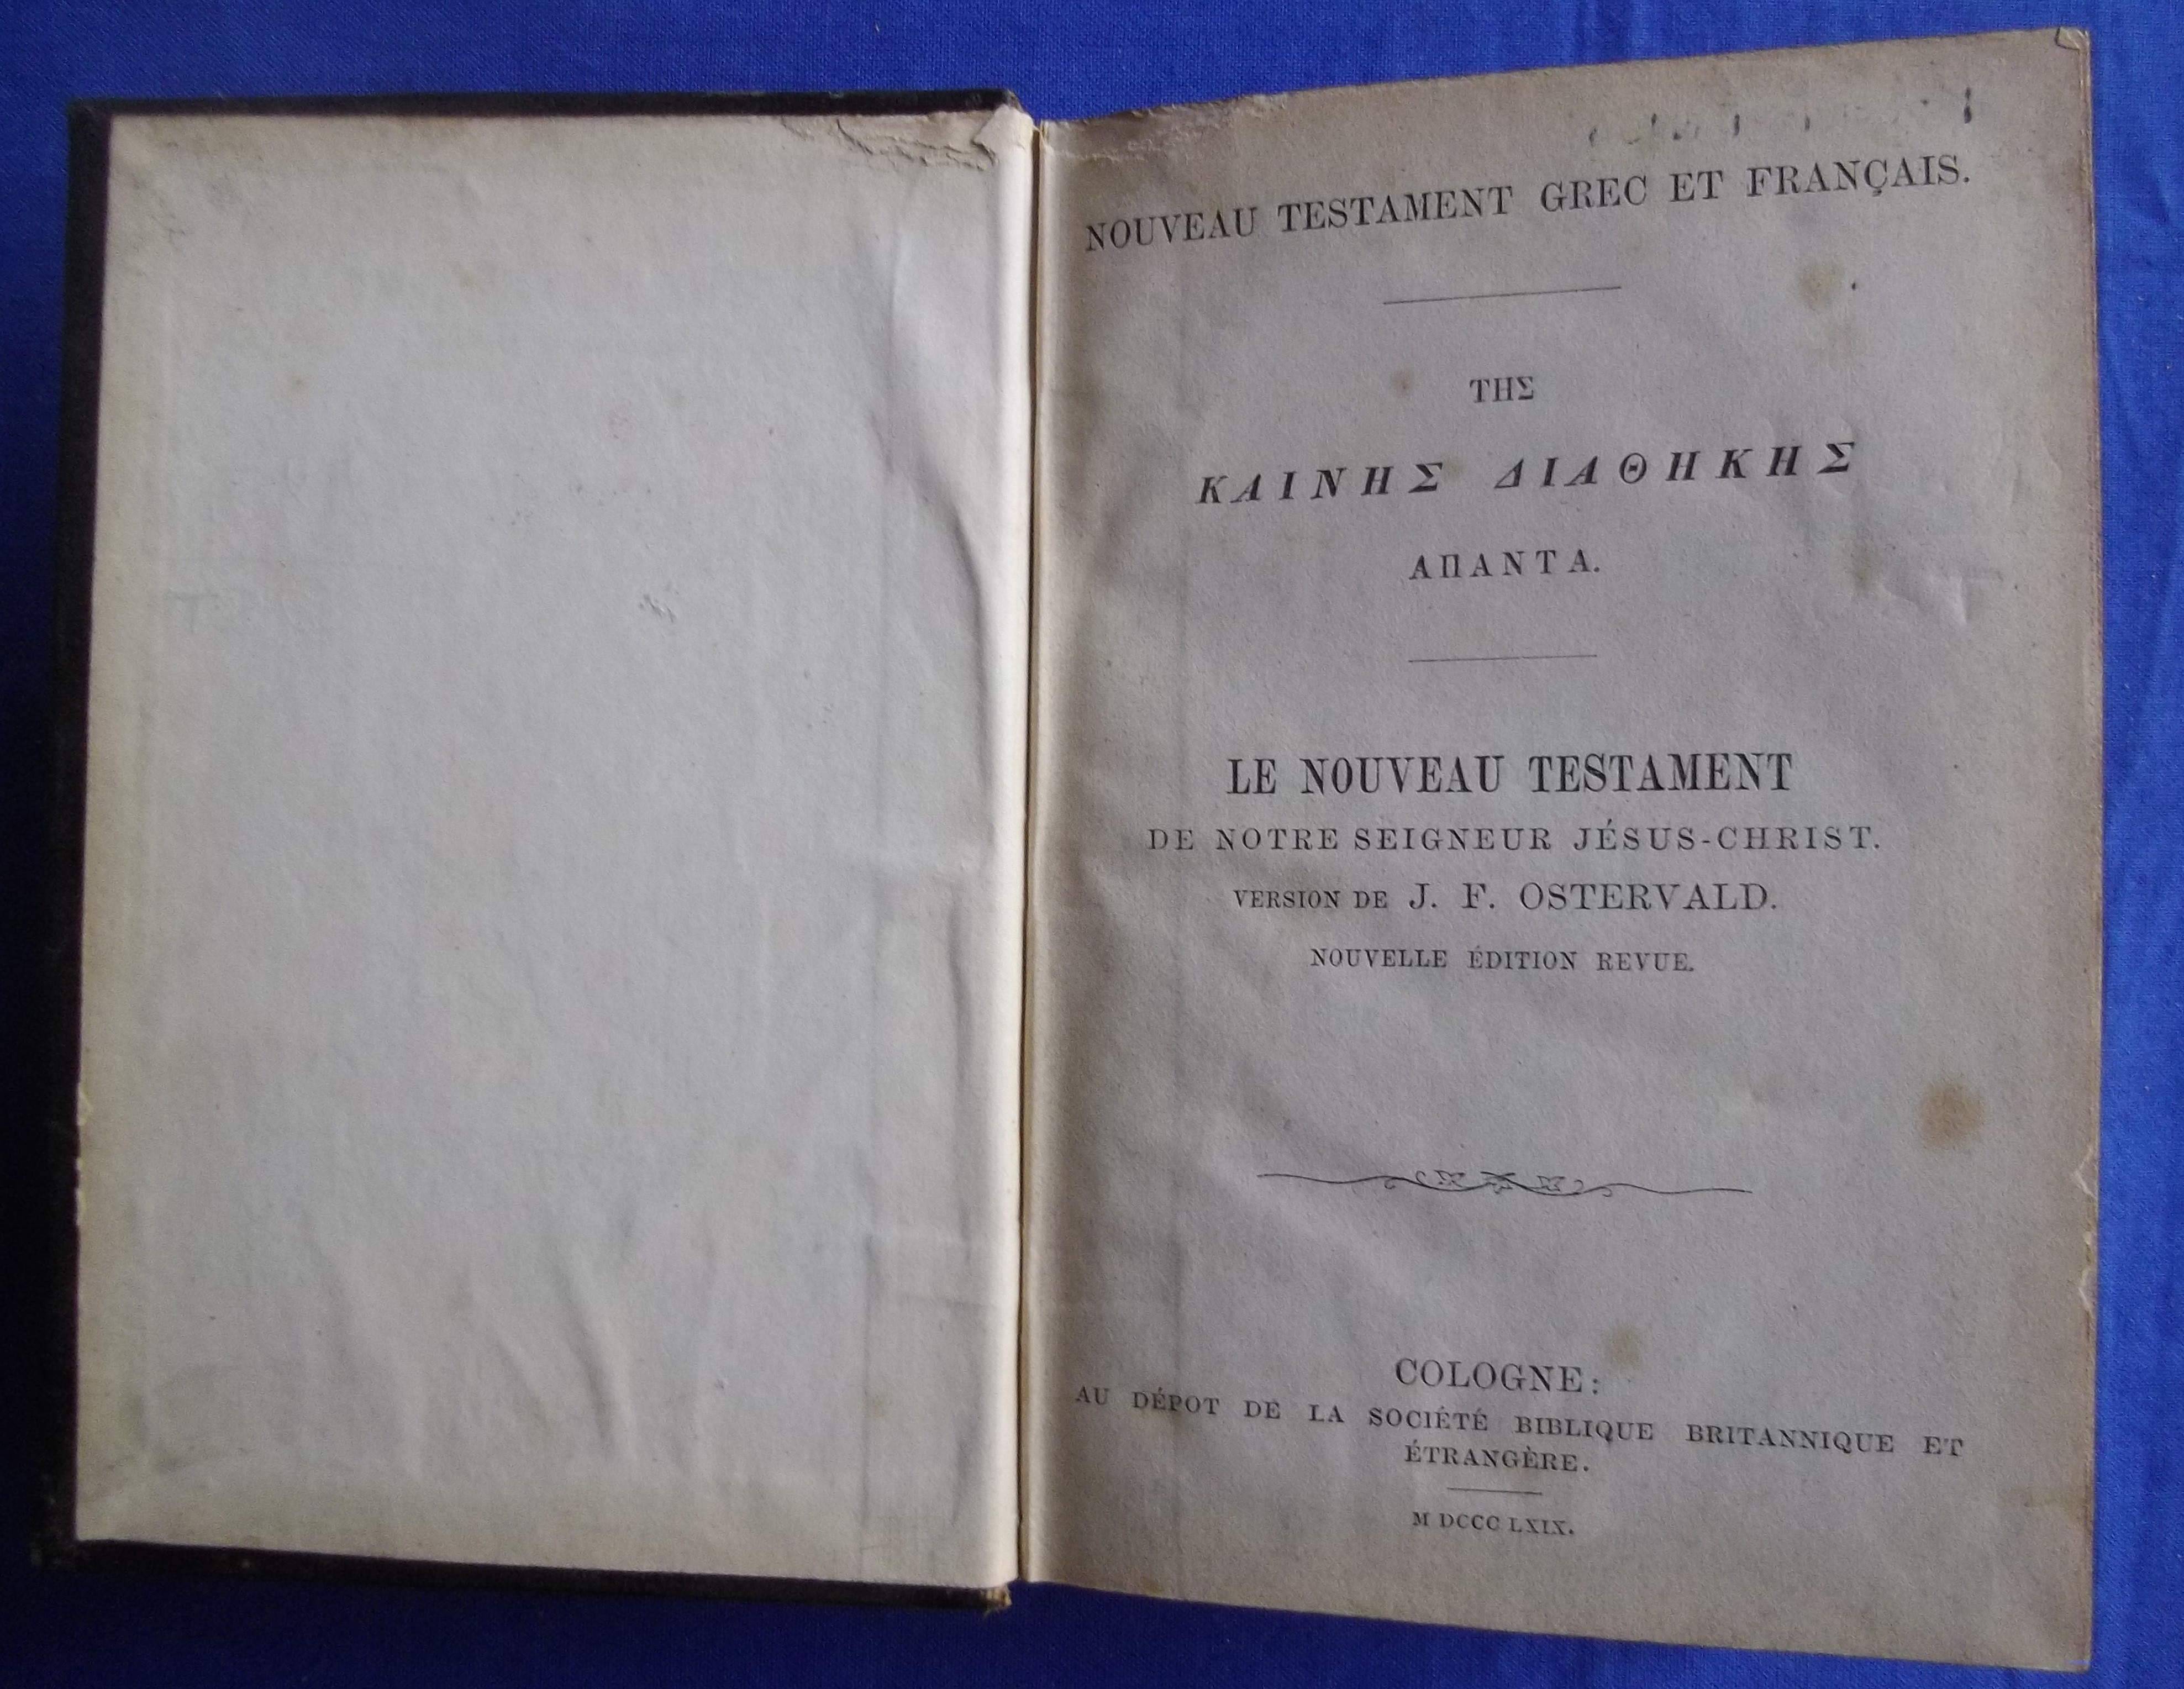 NOUVEAU TESTAMENT GREC ET FRANÇAIS.
ΤΗΣ
ΚΑΙΝΗΣ ΔΙΑΘΗΚΗΣ
ΑΠΑΝΤΑ.
LE NOUVEAU TESTAMENT
DE NOTRE SEIGNEUR JÉSUS-CHRIST.
VERSION DE J. F. OSTERVALD.
NOUVELLE ÉDITION REVUE.
COLOGNE:
AU DÉPOT DE LA SOCIÉTÉ BIBLIQUE BRITANNIQUE ET
ÉTRANGÈRE.
M DCCC LXIX.